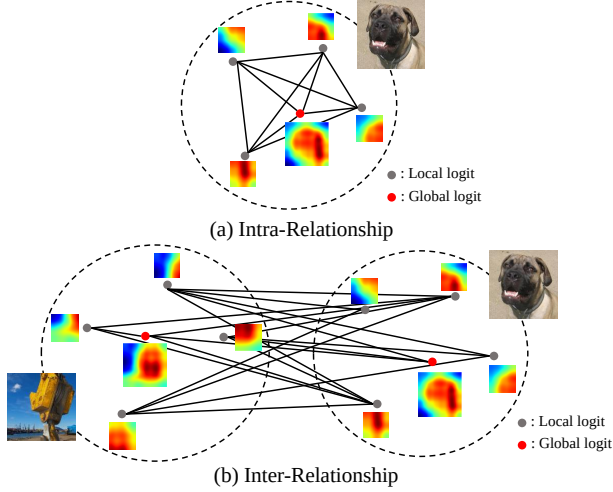 : Local logit
: Global logit
(a) Intra-Relationship
: Local logit
: Global logit
(b) Inter-Relationship